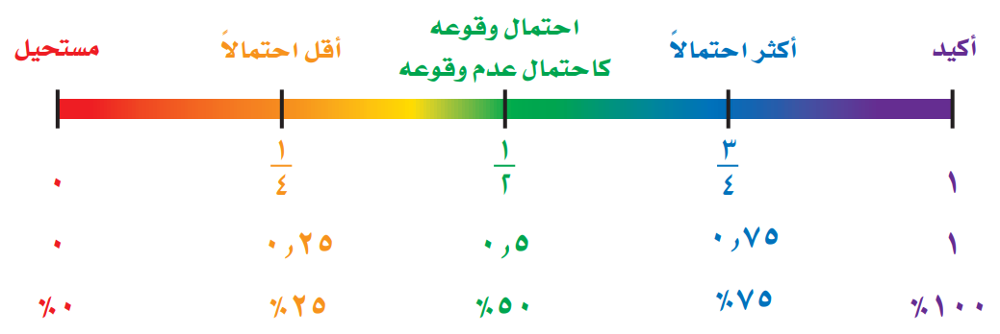 مستحيل
أقل احتمالاً
احتمال وقوعه
كاحتمال عدم وقوعه
أكثر احتمالاً
أكيد
٠ ١/٤ ١/٢ ٣/٤ ١
٠ ٠٫٢٥ ٠٫٥ ٠٫٧٥ ١
٪٠ ٪٢٥ ٪٥٠ ٪٧٥ ٪١٠٠